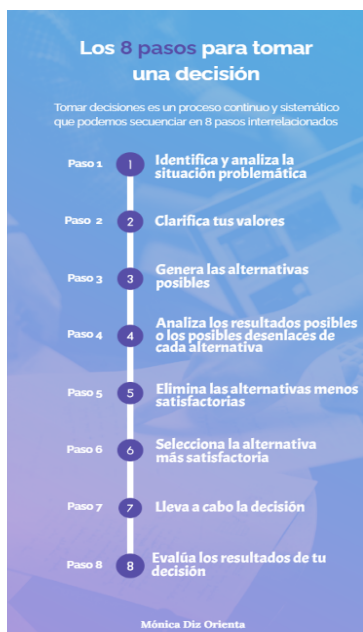 Los 8 pasos para tomar
una decisión
Tomar decisiones es un proceso continuo y sistemático
que podemos secuenciar en 8 pasos interrelacionados
Paso 1
1
Identifica y analiza la
situación problemática
Paso 2
2
Clarifica tus valores
Paso 3
3
Genera las alternativas
posibles
Paso 4
4
Analiza los resultados posibles
o los posibles desenlaces de
cada alternativa
Paso 5
5
Elimina las alternativas menos
satisfactorias
Paso 6
6
Selecciona la alternativa
más satisfactoria
Paso 7
7
Lleva a cabo la decisión
Paso 8
8
Evalúa los resultados de tu
decisión
Mónica Diz Orienta